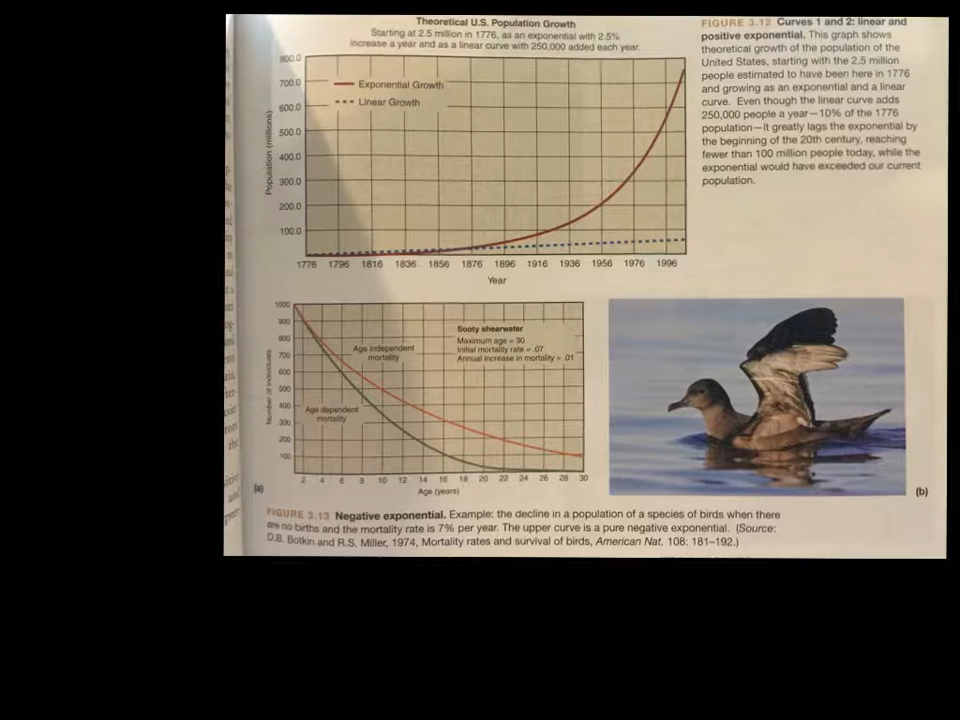 Theoretical U.S. Population Growth
Starting at 2.5 million in 1776, as an exponential with 2.5%
increase a year and as a linear curve with 250,000 added each year.
800.0
700.0
600.0
500.0
400.0
300.0
200.0
100.0
Population (millions)
Exponential Growth
Linear Growth
1776 1796 1816 1836 1856 1876 1896 1916 1936 1956 1976 1996
Year
FIGURE 3.12 Curves 1 and 2: linear and
positive exponential. This graph shows
theoretical growth of the population of the
United States, starting with the 2.5 million
people estimated to have been here in 1776
and growing as an exponential and a linear
curve. Even though the linear curve adds
250,000 people a year—10% of the 1776
population—it greatly lags the exponential by
the beginning of the 20th century, reaching
fewer than 100 million people today, while the
exponential would have exceeded our current
population.
1000
900
800
700
600
500
400
300
200
100
Number of individuals
Age independent
mortality
Age dependent
mortality
Sooty shearwater
Maximum age = 30
Initial mortality rate = .07
Annual increase in mortality = .01
2 4 6 8 10 12 14 16 18 20 22 24 26 28 30
Age (years)
(a)
(b)
FIGURE 3.13 Negative exponential. Example: the decline in a population of a species of birds when there
are no births and the mortality rate is 7% per year. The upper curve is a pure negative exponential. (Source:
D.B. Botkin and R.S. Miller, 1974, Mortality rates and survival of birds, American Nat. 108: 181–192.)